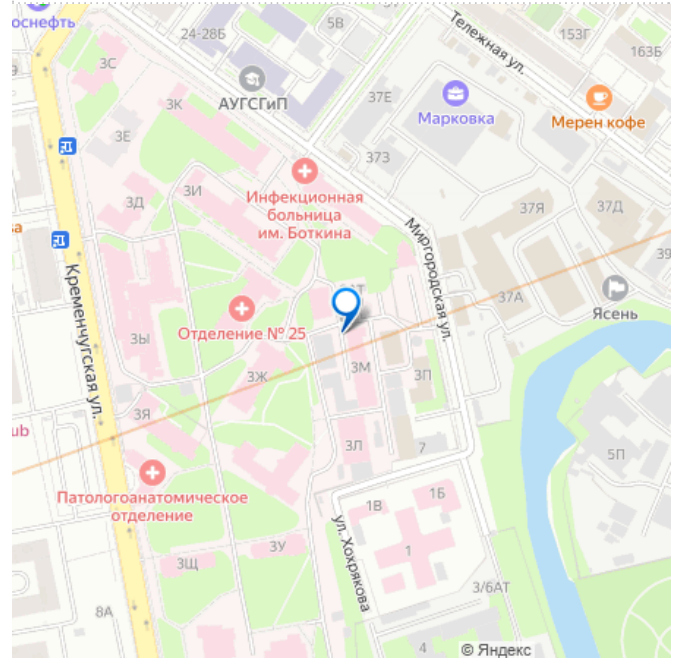 оснефть
24-28Б
5В
37Г
Тележная ул.
153Г
163Б
3С
АУГСГиП
3К
37Е
Марковка
Мерен кофе
3Е
373
Инфекционная
больница
им. Боткина
3И
3Д
Миргородская ул.
37Я
37Д
39
ва
Кременчугская ул.
Отделение № 25
37А
Ясень
3Ы
3Ж
3М
3П
3Я
ub
3Л
7
5П
Патологоанатомическое
отделение
1В
1Б
ул. Хохрякова
3У
3Щ
1
3/6АТ
8А
4
© Яндекс